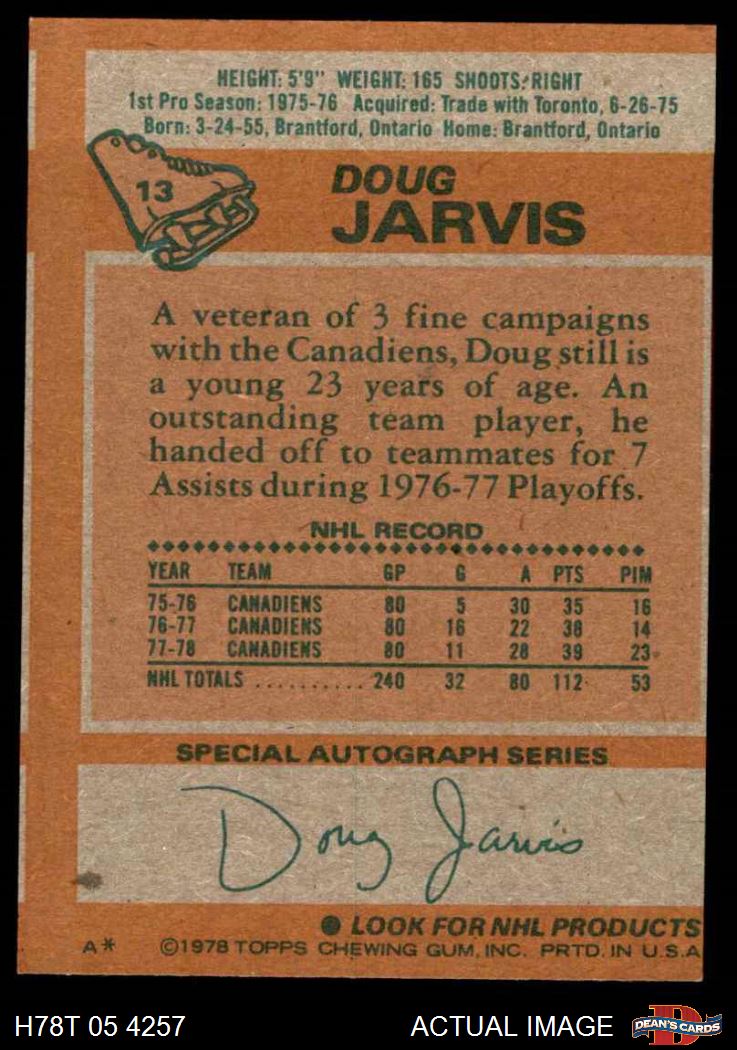 HEIGHT: 5'9" WEIGHT: 165 SHOOTS: RIGHT
1st Pro Season: 1975-76 Acquired: Trade with Toronto, 6-26-75
Born: 3-24-55, Brantford, Ontario Home: Brantford, Ontario
13
DOUG
JARVIS
A veteran of 3 fine campaigns
with the Canadiens, Doug still is
a young 23 years of age. An
outstanding team player, he
handed off to teammates for 7
Assists during 1976-77 Playoffs.
NHL RECORD
YEAR TEAM GP G A PTS PIM
75-76 CANADIENS 80 5 30 35 16
76-77 CANADIENS 80 16 22 38 14
77-78 CANADIENS 80 11 28 39 23
NHL TOTALS .......... 240 32 80 112 53
SPECIAL AUTOGRAPH SERIES
Doug Jarvis
● LOOK FOR NHL PRODUCTS
A* ©1978 TOPPS CHEWING GUM, INC. PRTD. IN U.S.A
H78T 05 4257 ACTUAL IMAGE DEAN'S CARDS